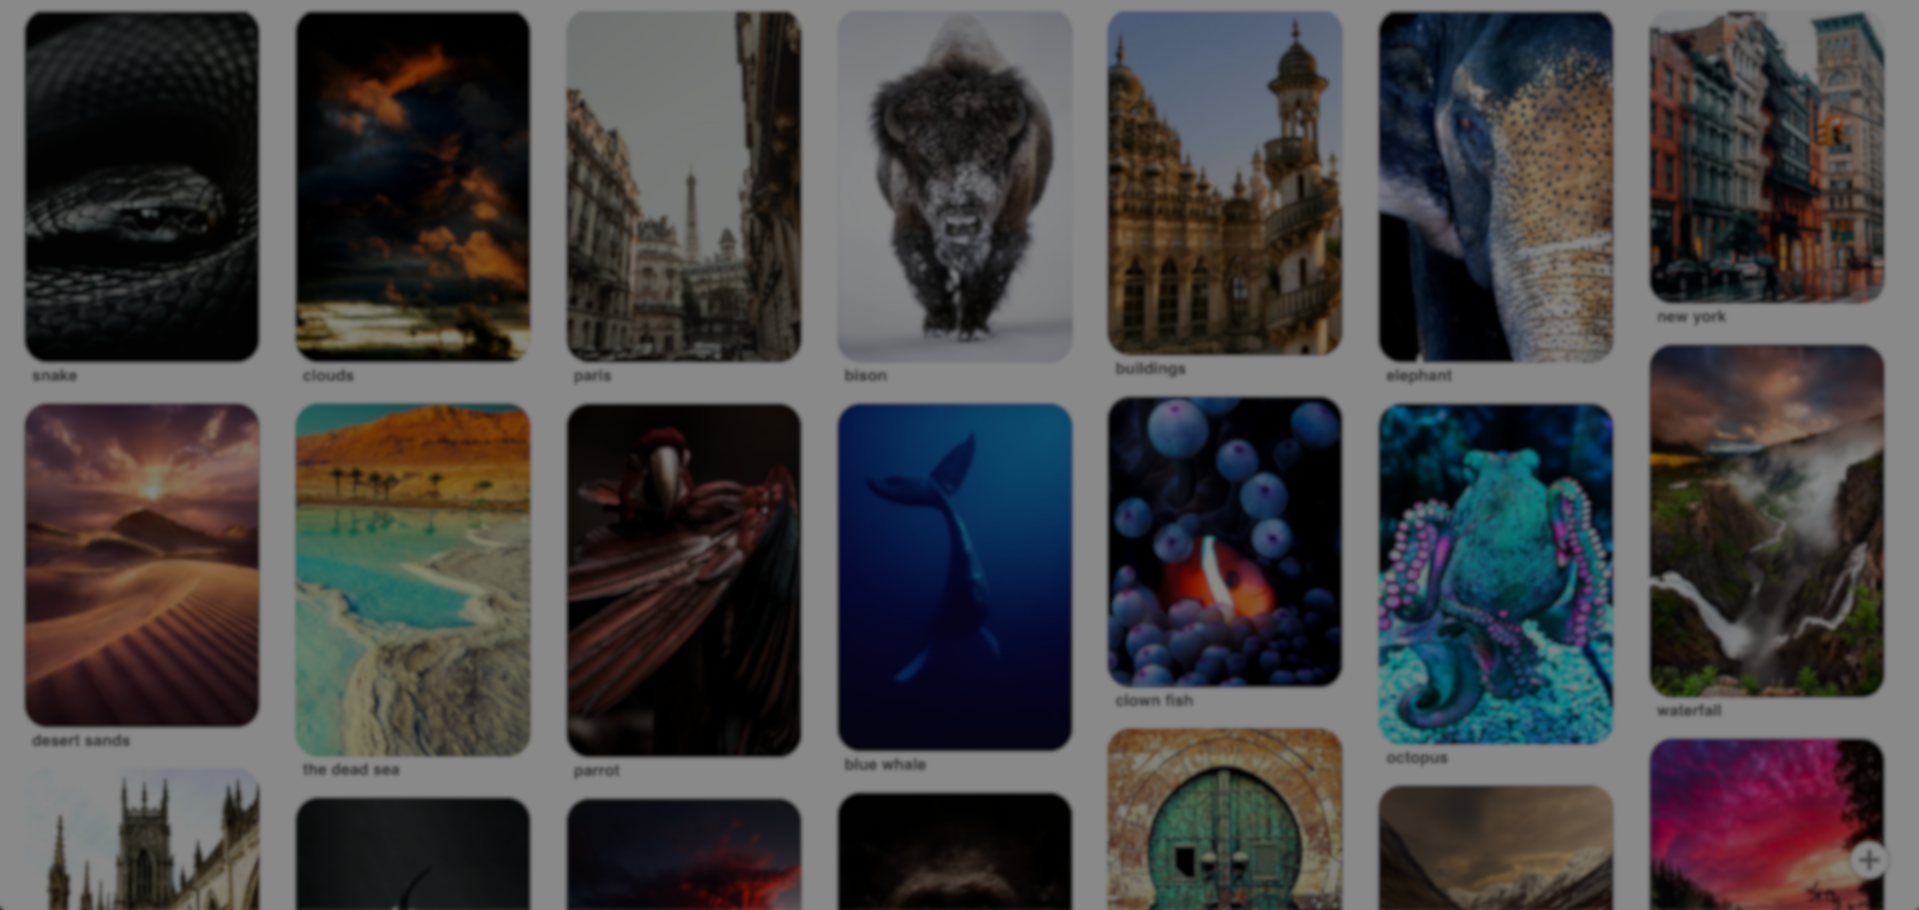 snake
clouds
paris
bison
buildings
elephant
new york
desert sands
the dead sea
parrot
blue whale
clown fish
octopus
waterfall